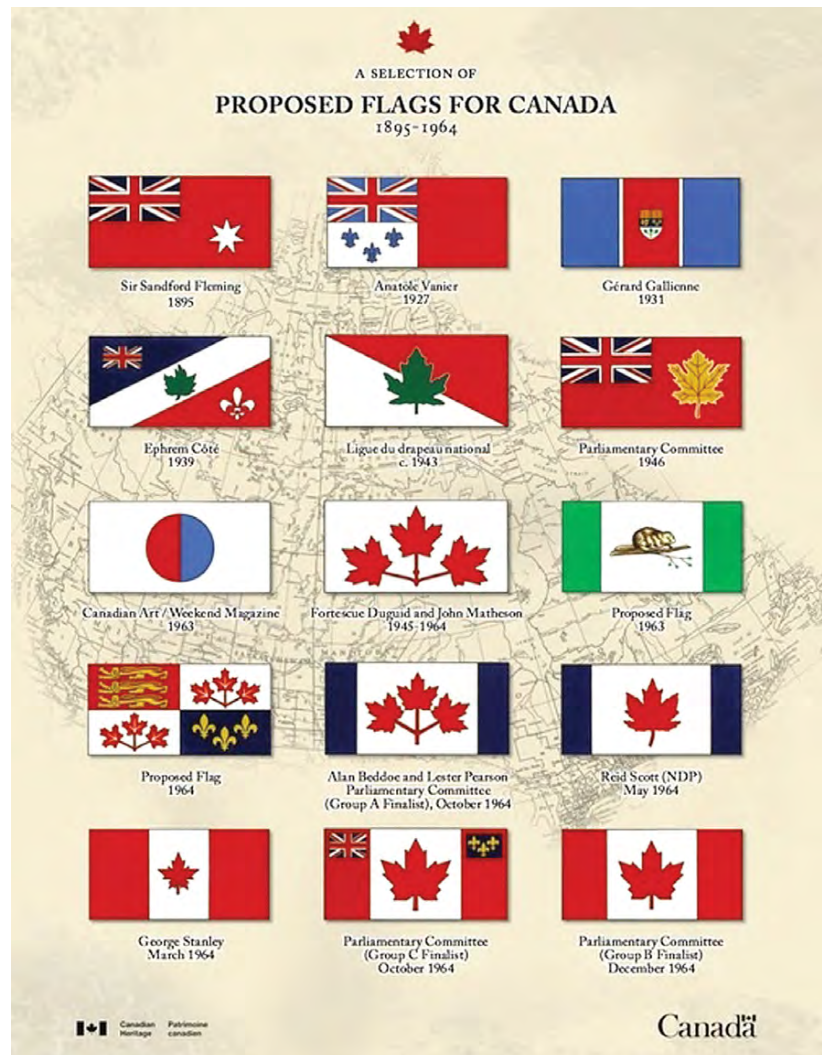 A SELECTION OF
PROPOSED FLAGS FOR CANADA
1895-1964
Sir Sandford Fleming
1895
Anatole Vanier
1927
Gérard Gallienne
1931
Ephrem Côté
1939
Ligue du drapeau national
c. 1943
Parliamentary Committee
1946
Canadian Art / Weekend Magazine
1963
Fortescue Duguid and John Matheson
1945-1964
Proposed Flag
1963
Proposed Flag
1964
Alan Beddoe and Lester Pearson
Parliamentary Committee
(Group A Finalist), October 1964
Reid Scott (NDP)
May 1964
George Stanley
March 1964
Parliamentary Committee
(Group C Finalist)
October 1964
Parliamentary Committee
(Group B Finalist)
December 1964
Canadian Heritage
Patrimoine canadien
Canada